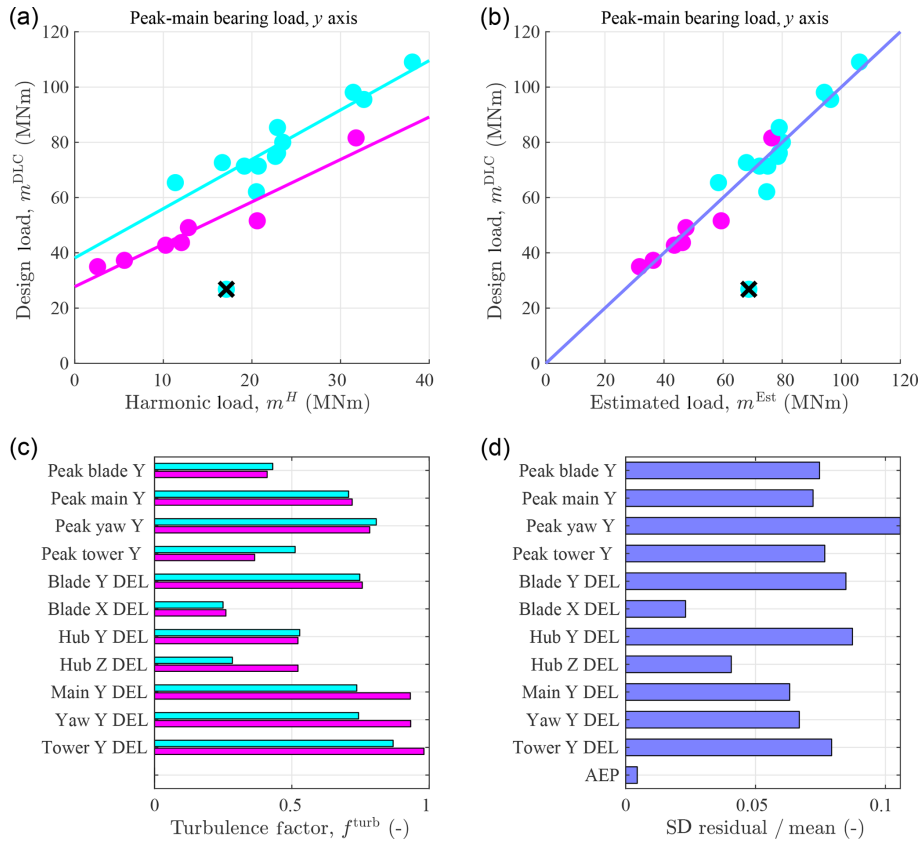 (a)
Peak-main bearing load, y axis
Design load, m^DLC (MNm)
120
100
80
60
40
20
0
0 10 20 30 40
Harmonic load, m^H (MNm)
(b)
Peak-main bearing load, y axis
Design load, m^DLC (MNm)
120
100
80
60
40
20
0
0 20 40 60 80 100 120
Estimated load, m^Est (MNm)
(c)
Peak blade Y
Peak main Y
Peak yaw Y
Peak tower Y
Blade Y DEL
Blade X DEL
Hub Y DEL
Hub Z DEL
Main Y DEL
Yaw Y DEL
Tower Y DEL
0 0.5 1
Turbulence factor, f^turb (-)
(d)
Peak blade Y
Peak main Y
Peak yaw Y
Peak tower Y
Blade Y DEL
Blade X DEL
Hub Y DEL
Hub Z DEL
Main Y DEL
Yaw Y DEL
Tower Y DEL
AEP
0 0.05 0.1
SD residual / mean (-)